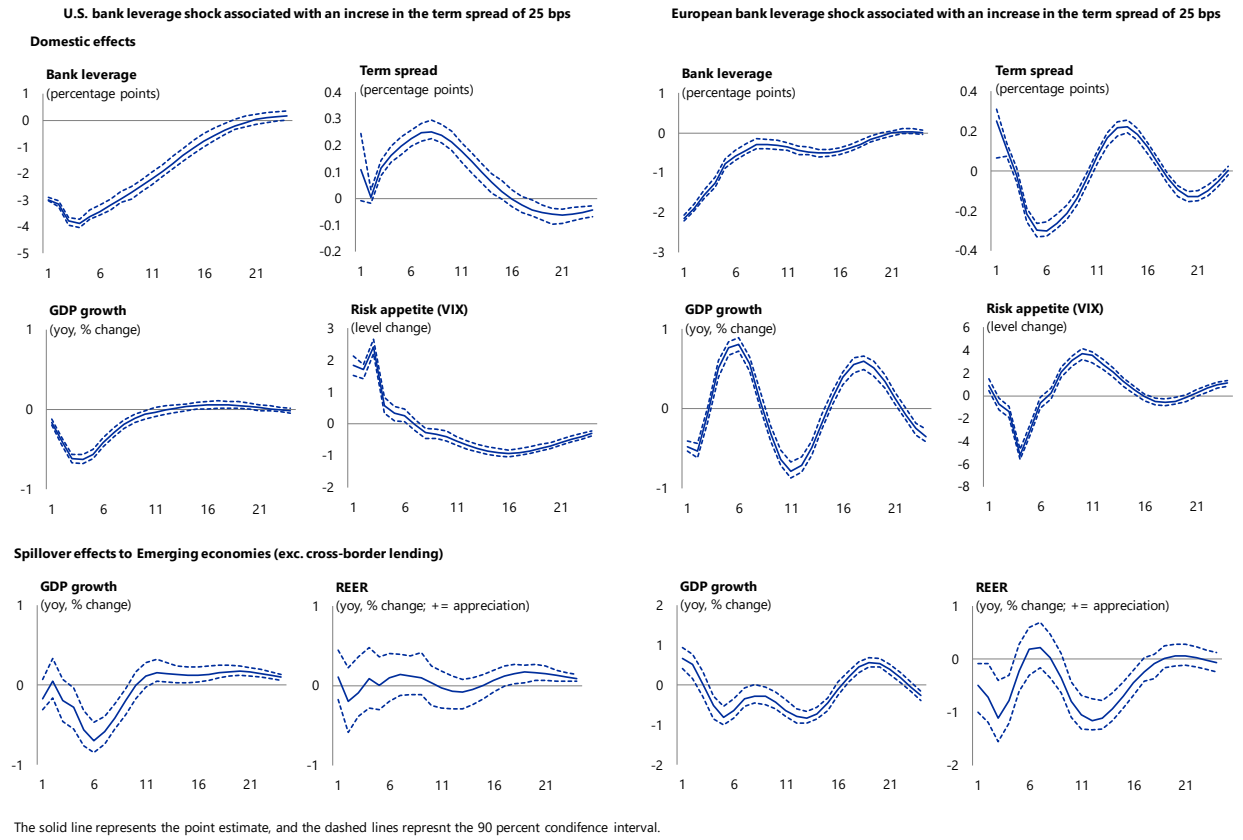 U.S. bank leverage shock associated with an increse in the term spread of 25 bps
European bank leverage shock associated with an increase in the term spread of 25 bps
Domestic effects
Bank leverage
(percentage points)
1
0
-1
-2
-3
-4
-5
1 6 11 16 21
Term spread
(percentage points)
0.4
0.3
0.2
0.1
0
-0.1
-0.2
1 6 11 16 21
Bank leverage
(percentage points)
1
0
-1
-2
-3
1 6 11 16 21
Term spread
(percentage points)
0.4
0.2
0
-0.2
-0.4
1 6 11 16 21
GDP growth
(yoy, % change)
1
0
-1
1 6 11 16 21
Risk appetite (VIX)
(level change)
3
2
1
0
-1
-2
1 6 11 16 21
GDP growth
(yoy, % change)
1
0
-1
1 6 11 16 21
Risk appetite (VIX)
(level change)
6
4
2
0
-2
-4
-6
-8
1 6 11 16 21
Spillover effects to Emerging economies (exc. cross-border lending)
GDP growth
(yoy, % change)
1
0
-1
1 6 11 16 21
REER
(yoy, % change; += appreciation)
1
0
-1
1 6 11 16 21
GDP growth
(yoy, % change)
2
1
0
-1
-2
1 6 11 16 21
REER
(yoy, % change; += appreciation)
1
0
-1
-2
1 6 11 16 21
The solid line represents the point estimate, and the dashed lines represnt the 90 percent condifence interval.